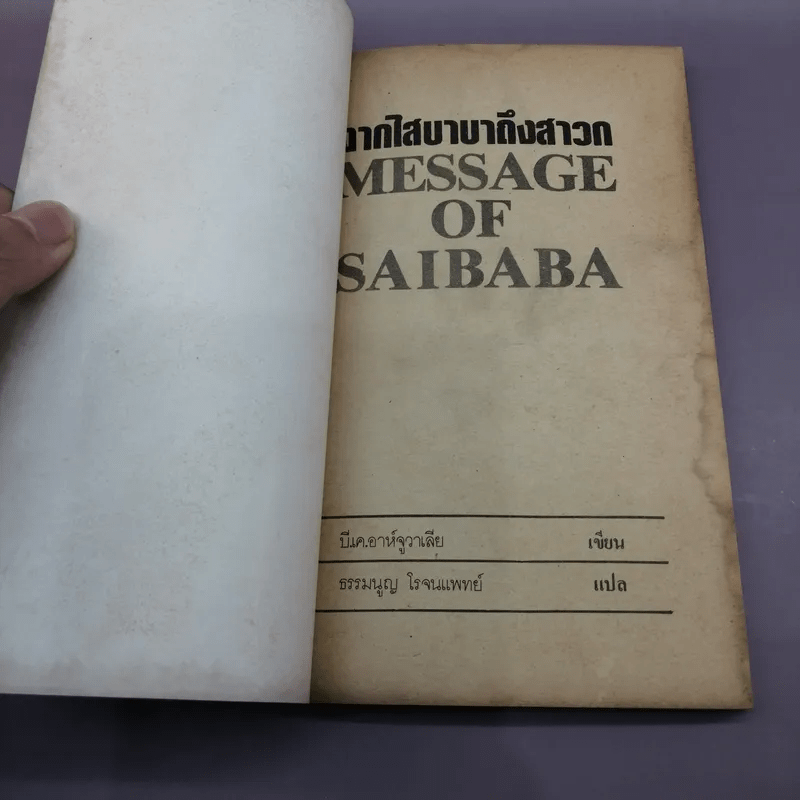 จากไสบาบาถึงสาวก
MESSAGE
OF
SAIBABA
บี.เค.อาห์จูวาเลีย เขียน
ธรรมนูญ โรจนแพทย์ แปล